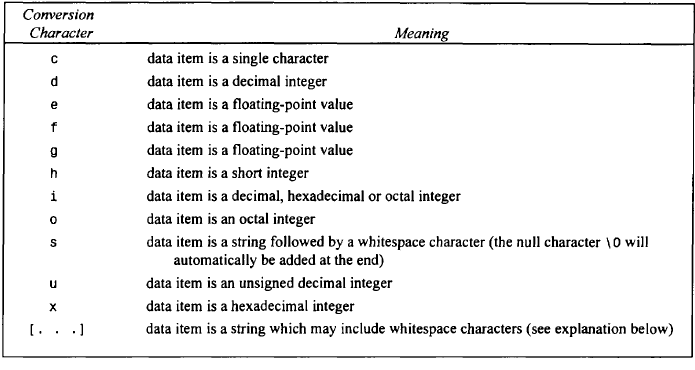 Conversion
Character Meaning
c data item is a single character
d data item is a decimal integer
e data item is a floating-point value
f data item is a floating-point value
g data item is a floating-point value
h data item is a short integer
i data item is a decimal, hexadecimal or octal integer
o data item is an octal integer
s data item is a string followed by a whitespace character (the null character \0 will
automatically be added at the end)
u data item is an unsigned decimal integer
x data item is a hexadecimal integer
[. . .] data item is a string which may include whitespace characters (see explanation below)